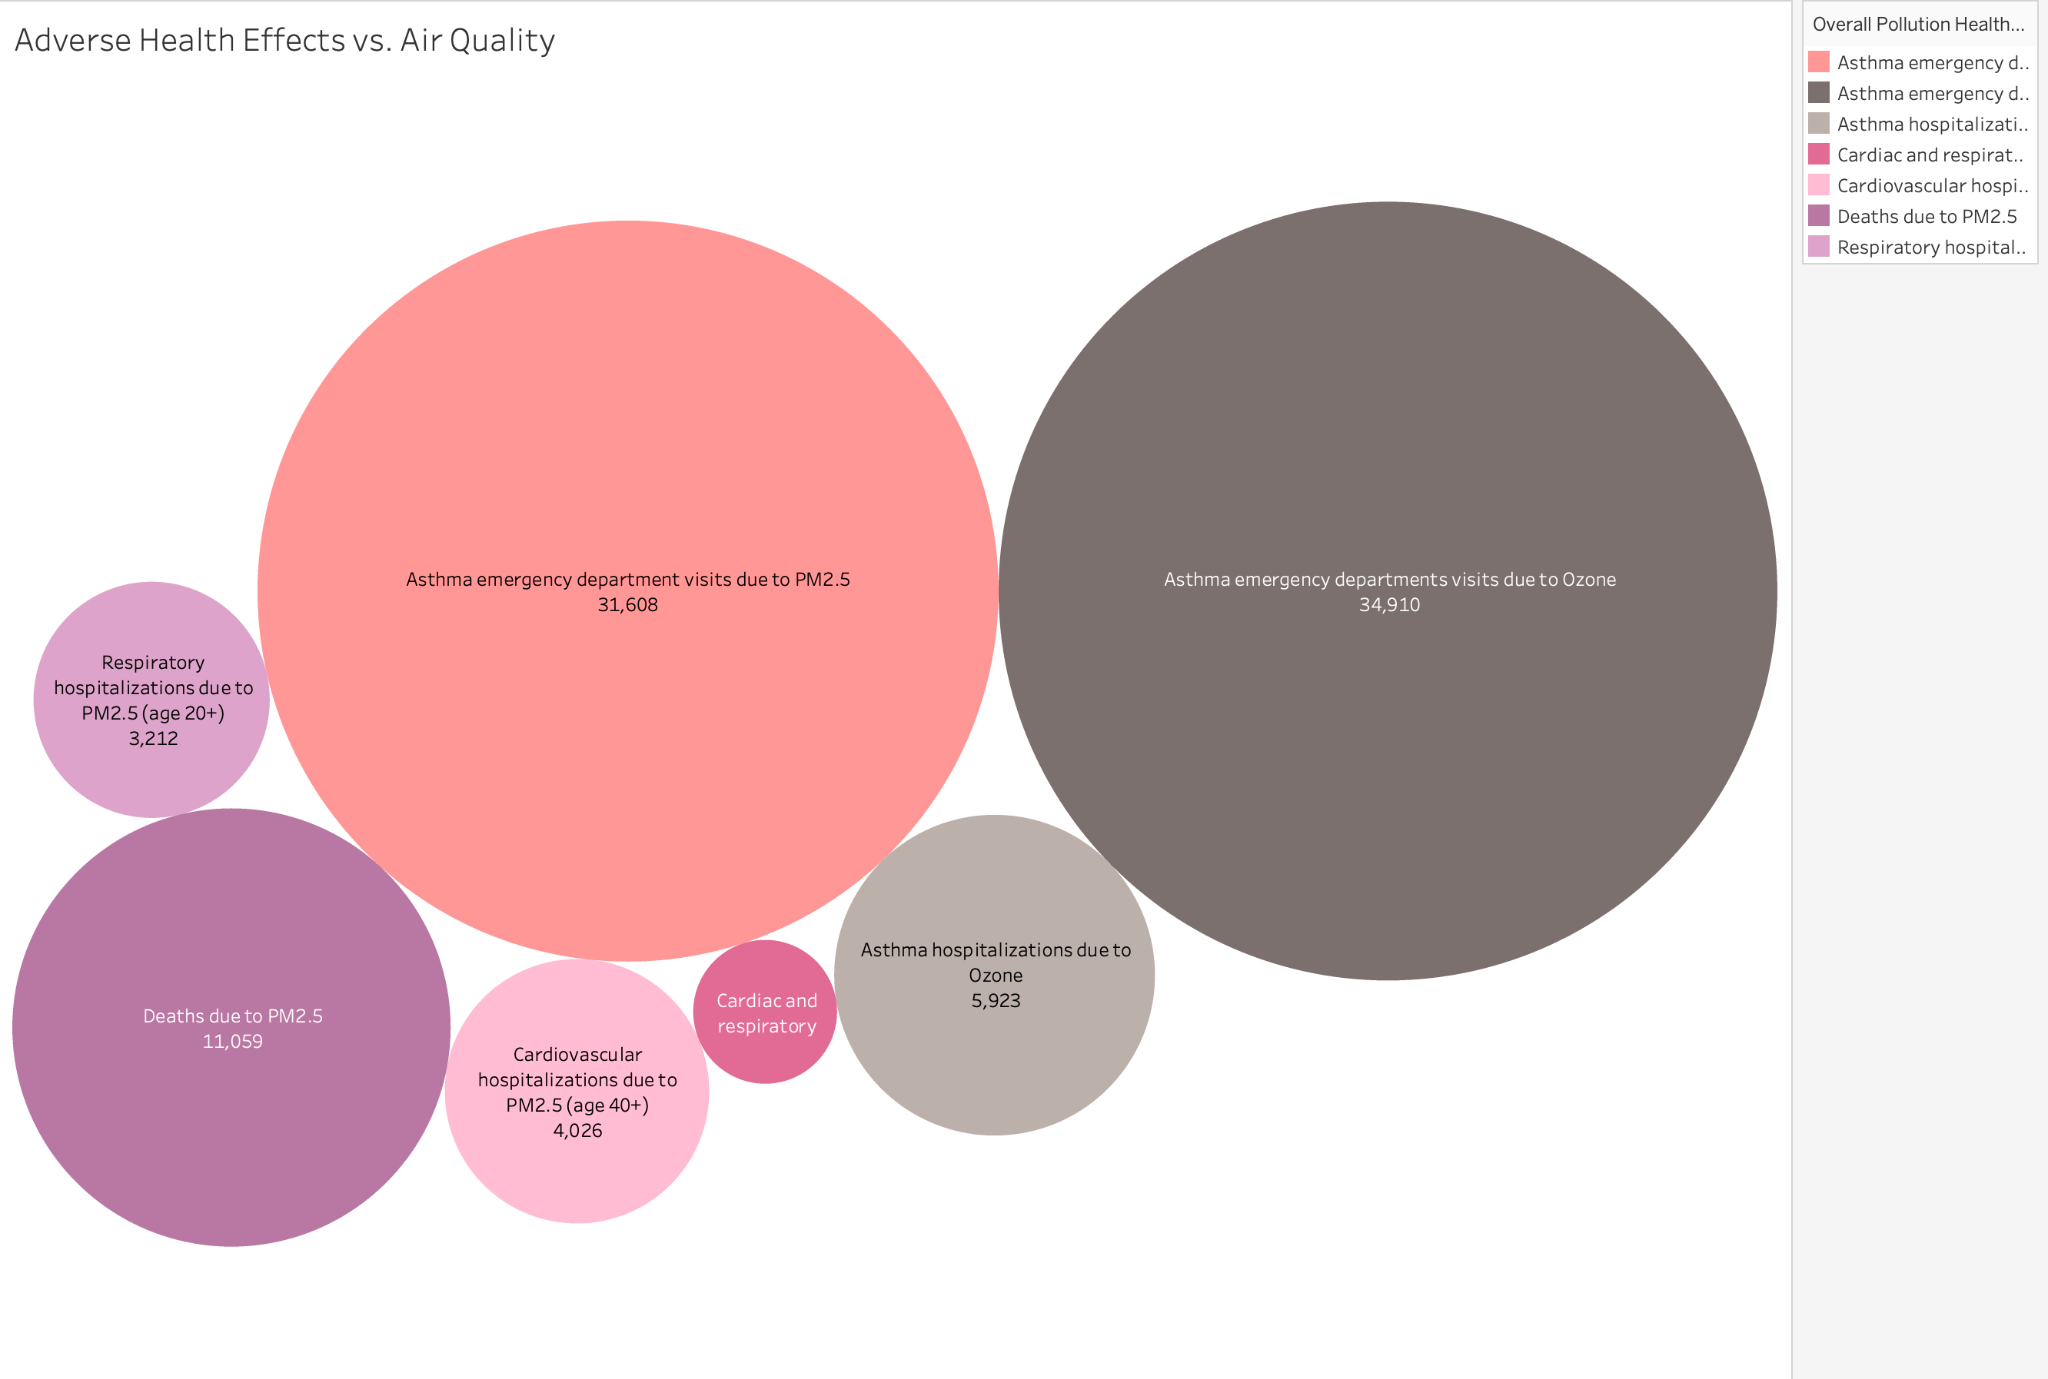 Adverse Health Effects vs. Air Quality
Asthma emergency department visits due to PM2.5
31,608
Asthma emergency departments visits due to Ozone
34,910
Respiratory
hospitalizations due to
PM2.5 (age 20+)
3,212
Deaths due to PM2.5
11,059
Cardiovascular
hospitalizations due to
PM2.5 (age 40+)
4,026
Cardiac and
respiratory
Asthma hospitalizations due to
Ozone
5,923
Overall Pollution Health...
Asthma emergency d..
Asthma emergency d..
Asthma hospitalizati..
Cardiac and respirat..
Cardiovascular hospi..
Deaths due to PM2.5
Respiratory hospital..